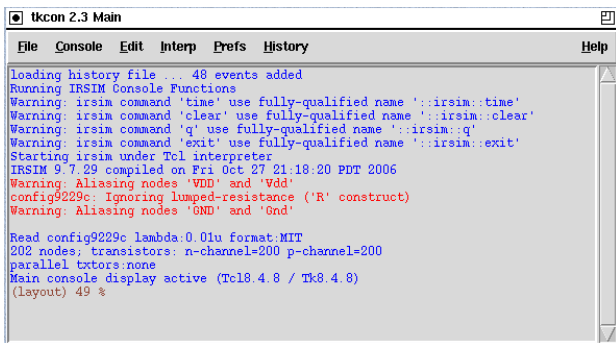 tkcon 2.3 Main
File Console Edit Interp Prefs History Help
loading history file ... 48 events added
Running IRSIM Console Functions
Warning: irsim command 'time' use fully-qualified name '::irsim::time'
Warning: irsim command 'clear' use fully-qualified name '::irsim::clear'
Warning: irsim command 'q' use fully-qualified name '::irsim::q'
Warning: irsim command 'exit' use fully-qualified name '::irsim::exit'
Starting irsim under Tcl interpreter
IRSIM 9.7.29 compiled on Fri Oct 27 21:18:20 PDT 2006
Warning: Aliasing nodes 'VDD' and 'Vdd'
config9229c: Ignoring lumped-resistance ('R' construct)
Warning: Aliasing nodes 'GND' and 'Gnd'
Read config9229c lambda:0.01u format:MIT
202 nodes; transistors: n-channel=200 p-channel=200
parallel txtors:none
Main console display active (Tcl8.4.8 / Tk8.4.8)
(layout) 49 %